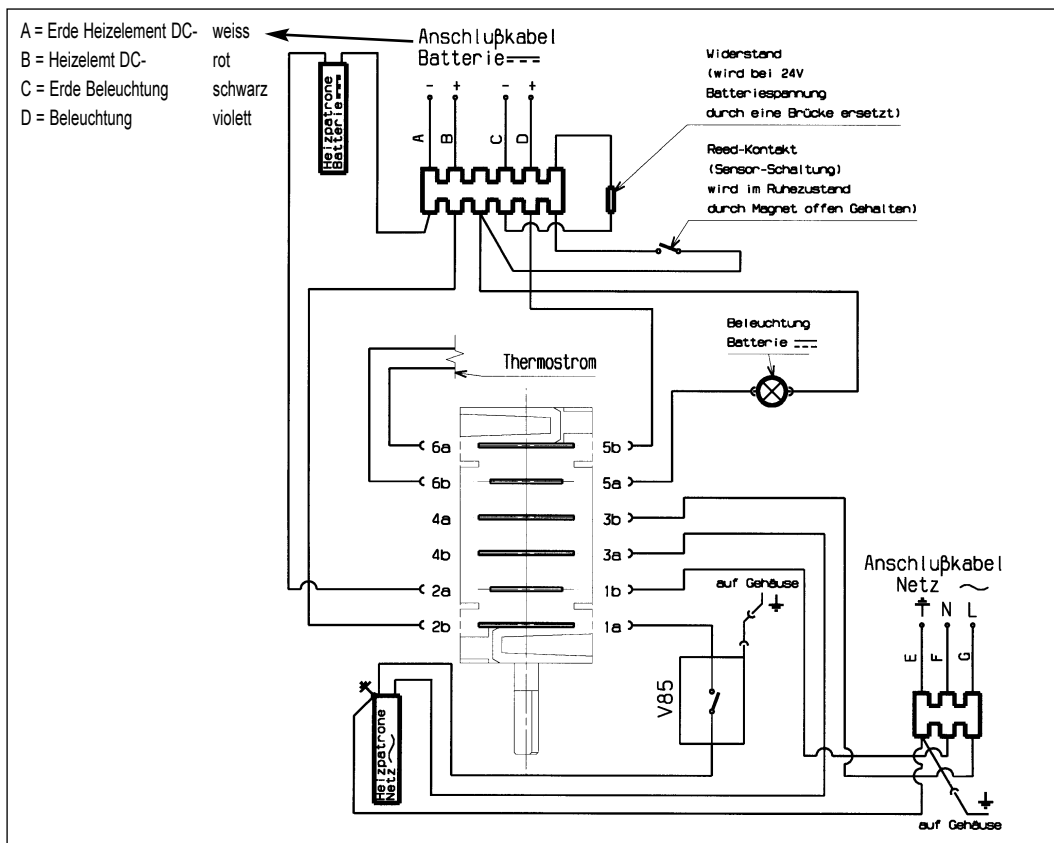 A = Erde Heizelement DC- weiss
B = Heizelemt DC- rot
C = Erde Beleuchtung schwarz
D = Beleuchtung violett
Anschlußkabel
Batterie
Heizpatrone
Batterie
- + - +
A B C D
Widerstand
(wird bei 24V
Batteriespannung
durch eine Brücke ersetzt)
Reed-Kontakt
(Sensor-Schaltung)
wird im Ruhezustand
durch Magnet offen Gehalten)
Beleuchtung
Batterie
Thermostrom
6a 5b
6b 5a
4a 3b
4b 3a
2a 1b
2b 1a
auf Gehäuse
V85
Anschlußkabel
Netz ~
N L
E F G
Heizpatrone
Netz ~
auf Gehäuse